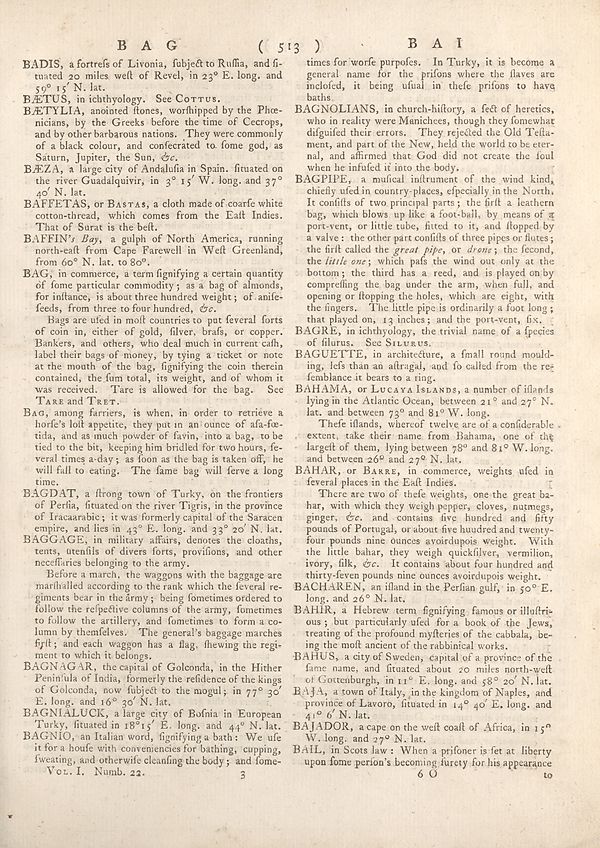 B A G ( 513 ) B A I
BADIS, a fortreſs of Livonia, ſubject to Ruſſia, and ſi-
tuated 20 miles weſt of Revel, in 23° E. long. and
59° 15′ N. lat.
BÆTUS, in ichthyology. See COTTUS.
BÆTYLIA, anointed ſtones, worſhipped by the Phœ-
nicians, by the Greeks before the time of Cecrops,
and by other barbarous nations. They were commonly
of a black colour, and conſecrated to ſome god, as
Saturn, Jupiter, the Sun, &c.
BÆZA, a large city of Andaluſia in Spain. ſituated on
the river Guadalquivir, in 3° 15′ W. long. and 37°
40′ N. lat.
BAFFETAS, or BASTAS, a cloth made of coarſe white
cotton-thread, which comes from the Eaſt Indies.
That of Surat is the beſt.
BAFFIN's Bay, a gulph of North America, running
north-eaſt from Cape Farewell in Weſt Greenland,
from 60° N. lat. to 80°.
BAG, in commerce, a term ſignifying a certain quantity
of ſome particular commodity; as a bag of almonds,
for inſtance, is about three hundred weight; of aniſe-
ſeeds, from three to four hundred, &c.
Bags are uſed in moſt countries to put ſeveral ſorts
of coin in, either of gold, ſilver, braſs, or copper.
Bankers, and others, who deal much in current caſh,
label their bags of money, by tying a ticket or note
at the mouth of the bag, ſignifying the coin therein
contained, the ſum total, its weight, and of whom it
was received. Tare is allowed for the bag. See
TARE and TRET.
BAG, among farriers, is when, in order to retrieve a
horſe's loſt appetite, they put in an ounce of aſa-fœ-
tida, and as much powder of ſavin, into a bag, to be
tied to the bit, keeping him bridled for two hours, ſe-
veral times a-day; as ſoon as the bag is taken off, he
will fall to eating. The ſame bag will ſerve a long
time.
BAGDAT, a ſtrong town of Turky, on the frontiers
of Perſia, ſituated on the river Tigris, in the province
of Iracaarabic; it was formerly capital of the Saracen
empire, and lies in 43° E. long. and 33° 20′ N. lat.
BAGGAGE, in military affairs, denotes the cloaths,
tents, utenſils of divers ſorts, proviſions, and other
neceſſaries belonging to the army.
Before a march, the waggons with the baggage are
marſhalled according to the rank which the ſeveral re-
giments bear in the army; being ſometimes ordered to
follow the reſpective columns of the army, ſometimes
to follow the artillery, and ſometimes to form a co-
lumn by themſelves. The general's baggage marches
firſt; and each waggon has a flag, ſhewing the regi-
ment to which it belongs.
BAGNAGAR, the capital of Golconda, in the Hither
Peninſula of India, formerly the reſidence of the kings
of Golconda, now ſubject to the mogul; in 77° 30′
E. long. and 16° 30′ N. lat.
BAGNIALUCK, a large city of Boſnia in European
Turky, ſituated in 18° 15′ E. long. and 44° N. lat.
BAGNIO, an Italian word, ſignifying a bath: We uſe
it for a houſe with conveniencies for bathing, cupping,
ſweating, and otherwiſe cleanſing the body; and ſome-
VOL. I. Numb. 22. 3
times for worſe purpoſes. In Turky, it is become a
general name for the priſons where the ſlaves are
incloſed, it being uſual in theſe priſons to have
baths.
BAGNOLIANS, in church-hiſtory, a ſect of heretics,
who in reality were Manichees, though they ſomewhat
diſguiſed their errors. They rejected the Old Teſta-
ment, and part of the New, held the world to be eter-
nal, and affirmed that God did not create the ſoul
when he infuſed it into the body.
BAGPIPE, a muſical inſtrument of the wind kind,
chiefly uſed in country-places, eſpecially in the North.
It conſiſts of two principal parts; the firſt a leathern
bag, which blows up like a foot-ball, by means of a
port-vent, or little tube, fitted to it, and ſtopped by
a valve: the other part conſiſts of three pipes or flutes;
the firſt called the great pipe, or drone; the ſecond,
the little one; which paſs the wind out only at the
bottom; the third has a reed, and is played on by
compreſſing the bag under the arm, when full, and
opening or ſtopping the holes, which are eight, with
the fingers. The little pipe is ordinarily a foot long;
that played on, 13 inches; and the port-vent, ſix.
BAGRE, in ichthyology, the trivial name of a ſpecies
of ſilurus. See SILURUS.
BAGUETTE, in architecture, a ſmall round mould-
ing, leſs than an aſtragal, and ſo called from the re-
ſemblance it bears to a ring.
BAHAMA, or LUCAYA ISLANDS, a number of iſlands
lying in the Atlantic Ocean, between 21° and 27° N.
lat. and between 73° and 81° W. long.
Theſe iſlands, whereof twelve are of a conſiderable
extent, take their name from Bahama, one of the
largeſt of them, lying between 78° and 81° W. long.
and between 26° and 27° N. lat.
BAHAR, or BARRE, in commerce, weights uſed in
ſeveral places in the Eaſt Indies.
There are two of theſe weights, one the great ba-
har, with which they weigh pepper, cloves, nutmegs,
ginger, &c. and contains five hundred and fifty
pounds of Portugal, or about five hundred and twenty-
four pounds nine ounces avoirdupois weight. With
the little bahar, they weigh quickſilver, vermilion,
ivory, ſilk, &c. It contains about four hundred and
thirty-ſeven pounds nine ounces avoirdupois weight.
BACHAREN, an iſland in the Perſian gulf, in 50° E.
long. and 26° N. lat.
BAHIR, a Hebrew term ſignifying famous or illuſtri-
ous; but particularly uſed for a book of the Jews,
treating of the profound myſteries of the cabbala, be-
ing the moſt ancient of the rabbinical works.
BAHUS, a city of Sweden, capital of a province of the
ſame name, and ſituated about 20 miles north-weſt
of Gottenburgh, in 11° E. long. and 58° 20′ N. lat.
BAJA, a town of Italy, in the kingdom of Naples, and
province of Lavoro, ſituated in 14° 40′ E. long. and
41° 6′ N. lat.
BAJADOR, a cape on the weſt coaſt of Africa, in 15°
W. long. and 27° N. lat.
BAIL, in Scots law: When a priſoner is ſet at liberty
upon ſome perſon's becoming ſurety for his appearance
6 O to